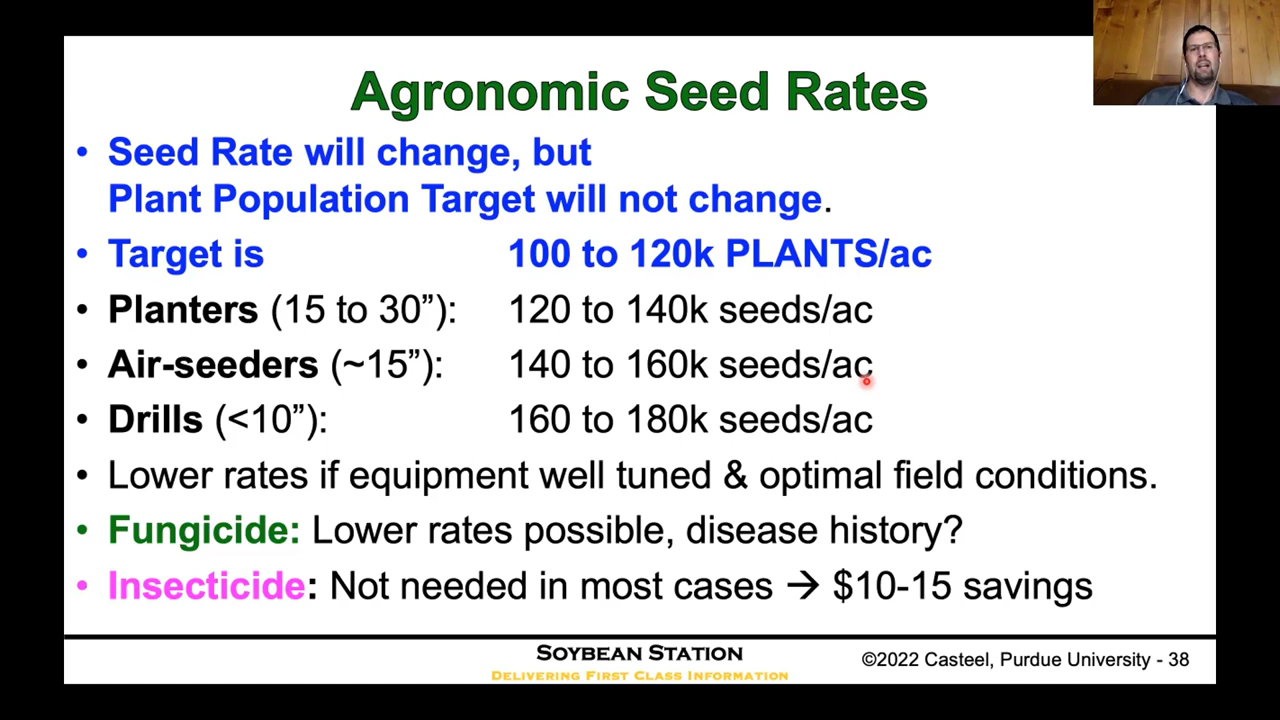 Agronomic Seed Rates
• Seed Rate will change, but
Plant Population Target will not change.
• Target is 100 to 120k PLANTS/ac
• Planters (15 to 30”): 120 to 140k seeds/ac
• Air-seeders (~15”): 140 to 160k seeds/ac
• Drills (<10”): 160 to 180k seeds/ac
• Lower rates if equipment well tuned & optimal field conditions.
• Fungicide: Lower rates possible, disease history?
• Insecticide: Not needed in most cases → $10-15 savings
SOYBEAN STATION
DELIVERING FIRST CLASS INFORMATION
©2022 Casteel, Purdue University - 38